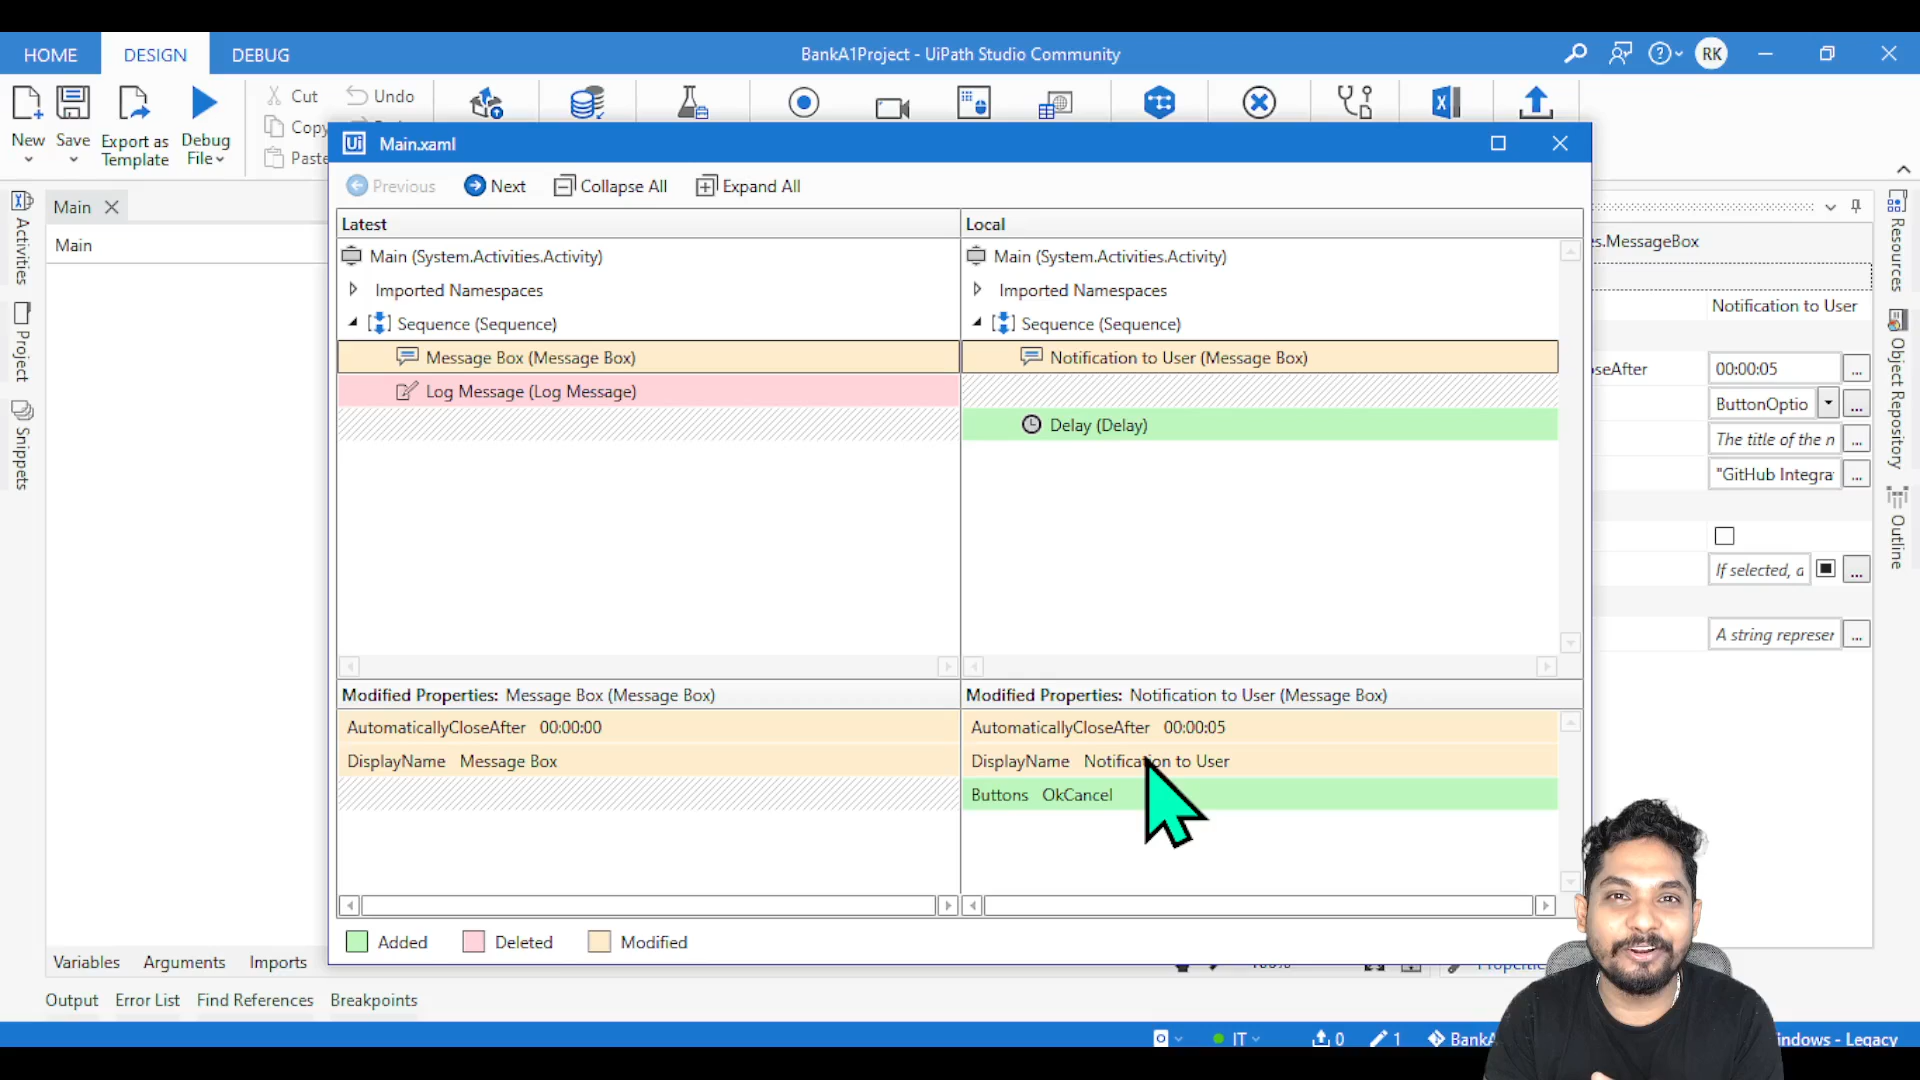 HOME DESIGN DEBUG
BankA1Project - UiPath Studio Community
RK
Cut
Undo
Copy
Paste
New
Save
Export as Template
Debug File
Main.xaml
Previous Next Collapse All Expand All
Main
Main
Activities
Project
Snippets
Latest
Main (System.Activities.Activity)
Imported Namespaces
Sequence (Sequence)
Message Box (Message Box)
Log Message (Log Message)
Local
Main (System.Activities.Activity)
Imported Namespaces
Sequence (Sequence)
Notification to User (Message Box)
Delay (Delay)
Modified Properties: Message Box (Message Box)
AutomaticallyCloseAfter 00:00:00
DisplayName Message Box
Modified Properties: Notification to User (Message Box)
AutomaticallyCloseAfter 00:00:05
DisplayName Notification to User
Buttons OkCancel
Added Deleted Modified
s.MessageBox
Notification to User
seAfter 00:00:05 ...
ButtonOptio ...
The title of the n ...
"GitHub Integra ...
If selected, a ...
A string represer ...
Resources
Object Repository
Outline
Variables Arguments Imports
Output Error List Find References Breakpoints
IT 0 1 BankA
indows - Legacy